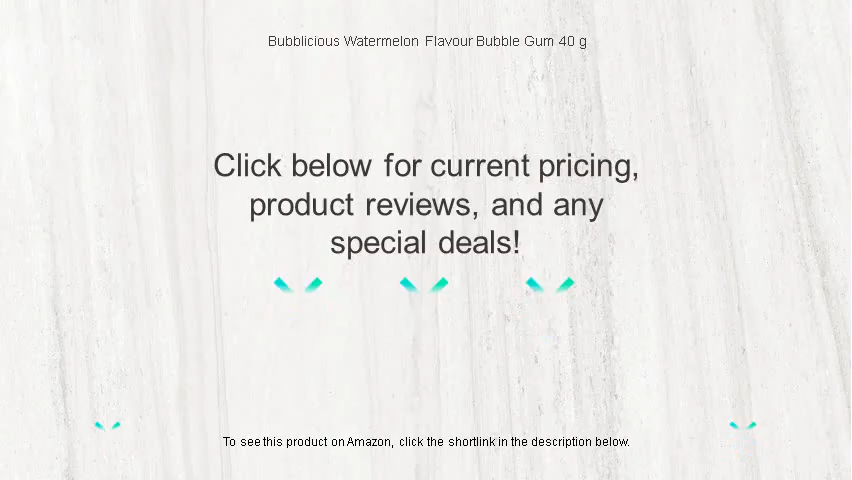 Bubblicious Watermelon Flavour Bubble Gum 40 g
Click below for current pricing,
product reviews, and any
special deals!
To see this product on Amazon, click the shortlink in the description below.